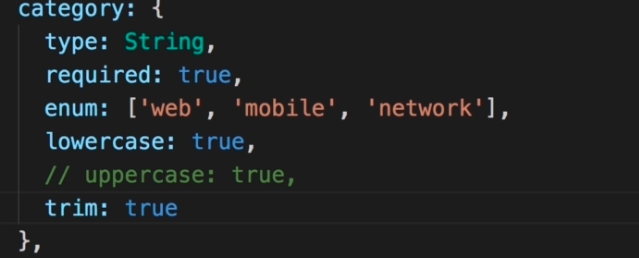 category: {
type: String,
required: true,
enum: ['web', 'mobile', 'network'],
lowercase: true,
// uppercase: true,
trim: true
},